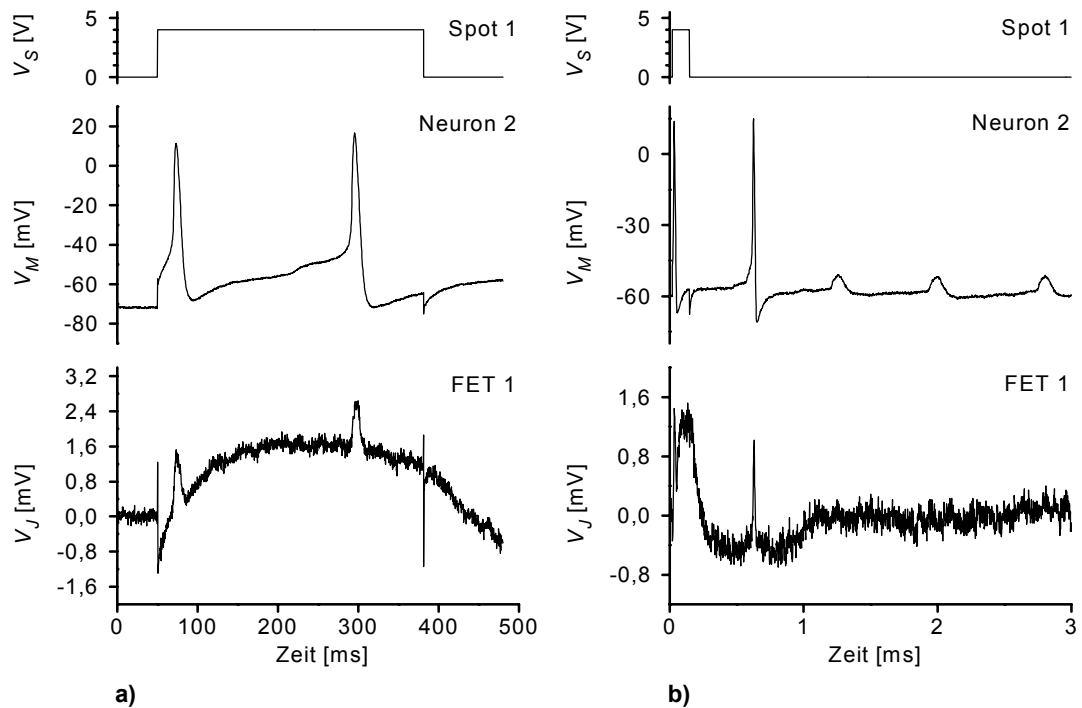 5
0
V_S [V]
Spot 1
20
0
-20
-40
-60
-80
V_M [mV]
Neuron 2
3,2
2,4
1,6
0,8
0,0
-0,8
-1,6
V_J [mV]
FET 1
0 100 200 300 400 500
Zeit [ms]
a)
5
0
V_S [V]
Spot 1
0
-30
-60
V_M [mV]
Neuron 2
1,6
0,8
0,0
-0,8
V_J [mV]
FET 1
0 1 2 3
Zeit [ms]
b)